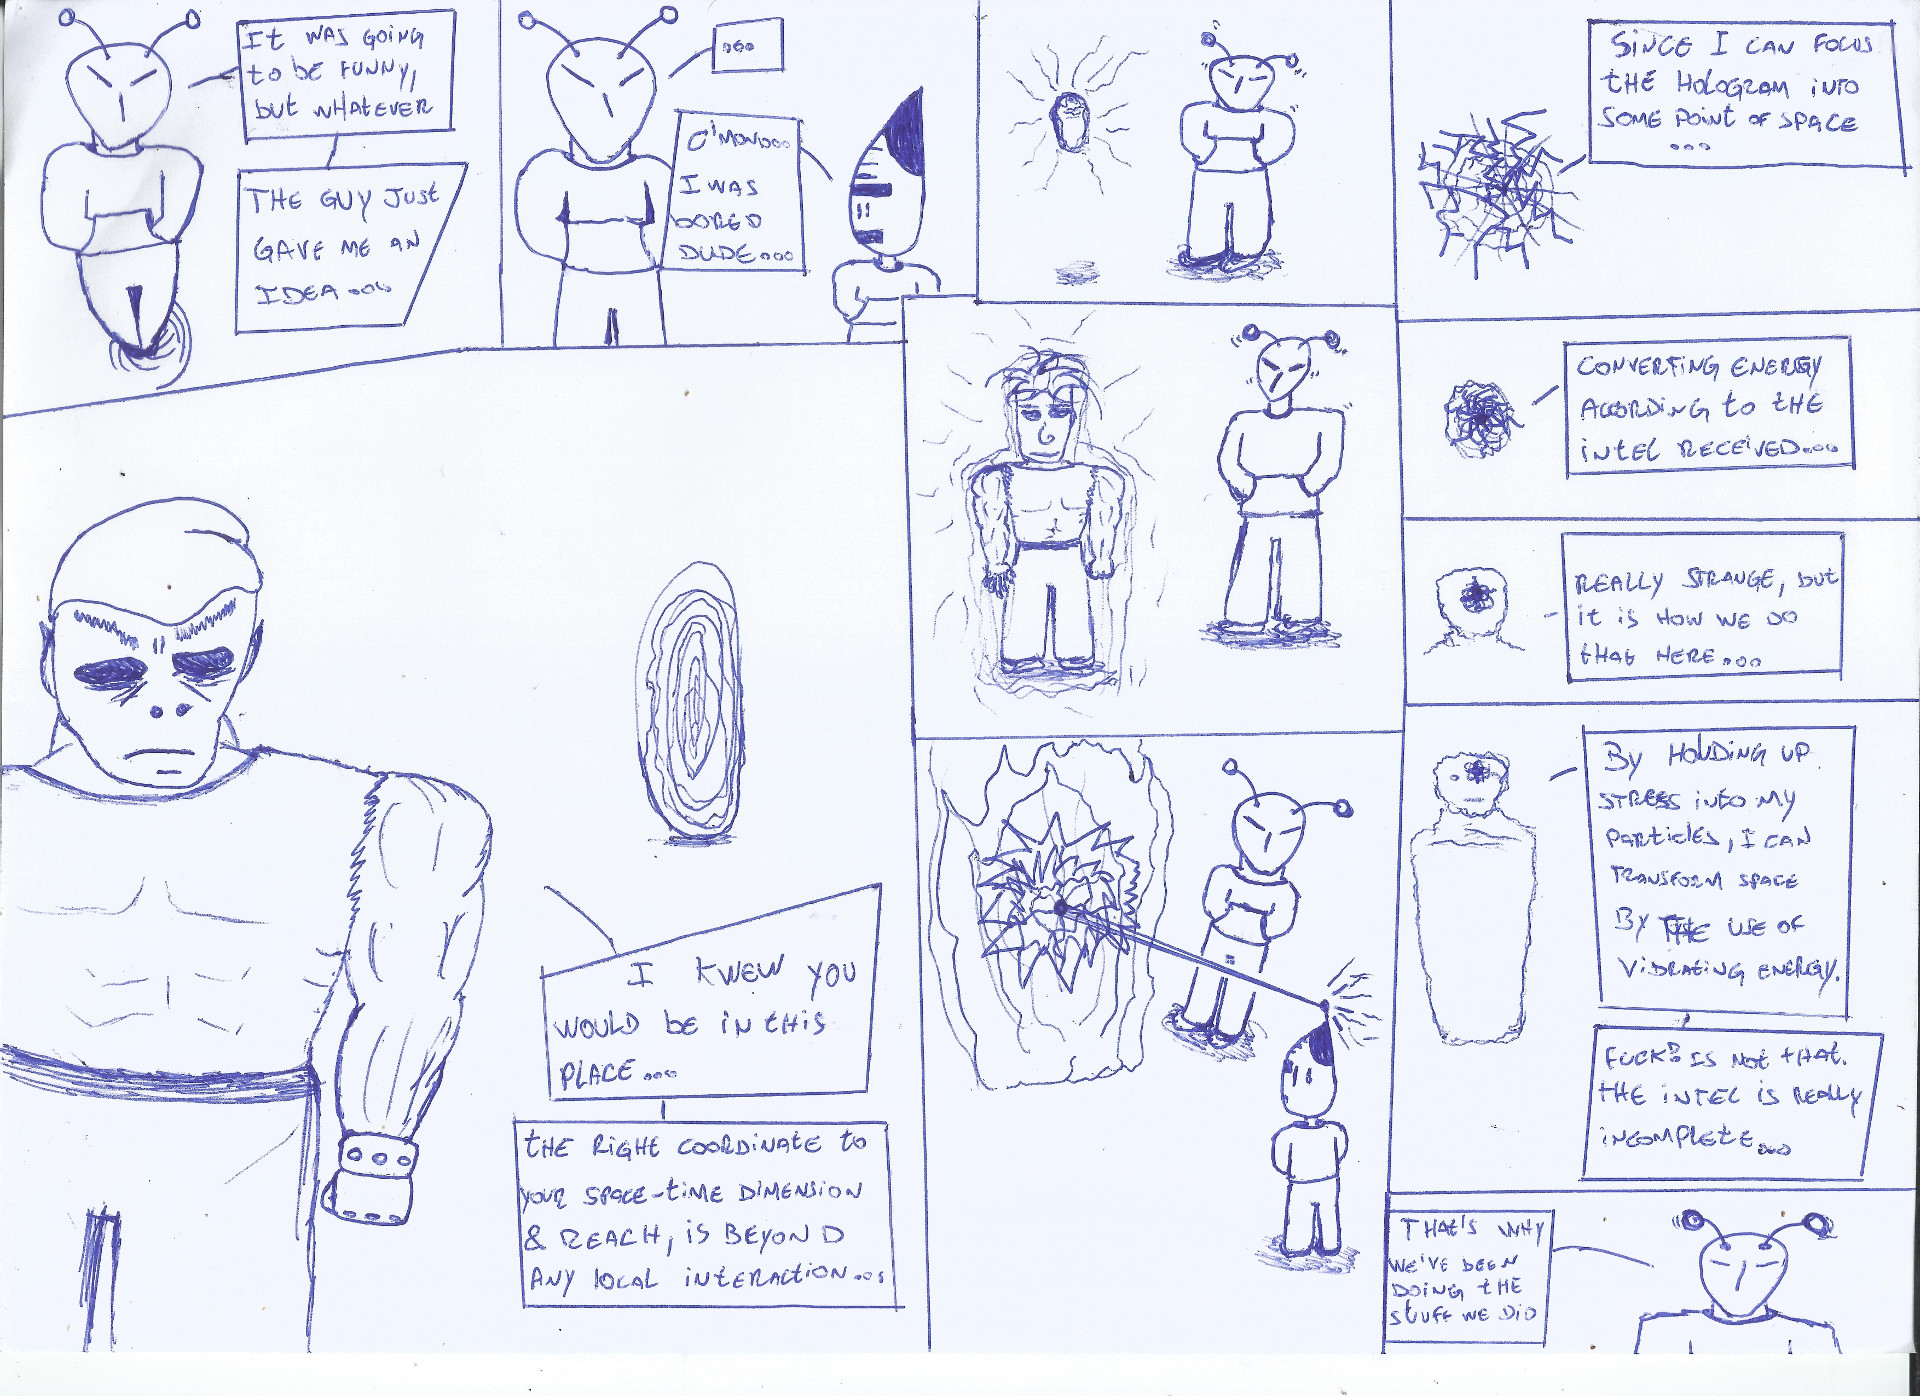 It was going
to be funny,
but whatever
The guy just
gave me an
idea....
...
C'mon...
I was
bored
dude....
Since I can focus
the hologram into
some point of space
...
Converting energy
according to the
intel received....
Really strange, but
it is how we do
that here....
By holding up
stress into my
particles, I can
transform space
by the use of
vibrating energy.
Fuck! Is not that.
The intel is really
incomplete...
That's why
we've been
doing the
stuff we did
I knew you
would be in this
place....
The right coordinate to
your space-time dimension
& reach, is beyond
any local interaction....